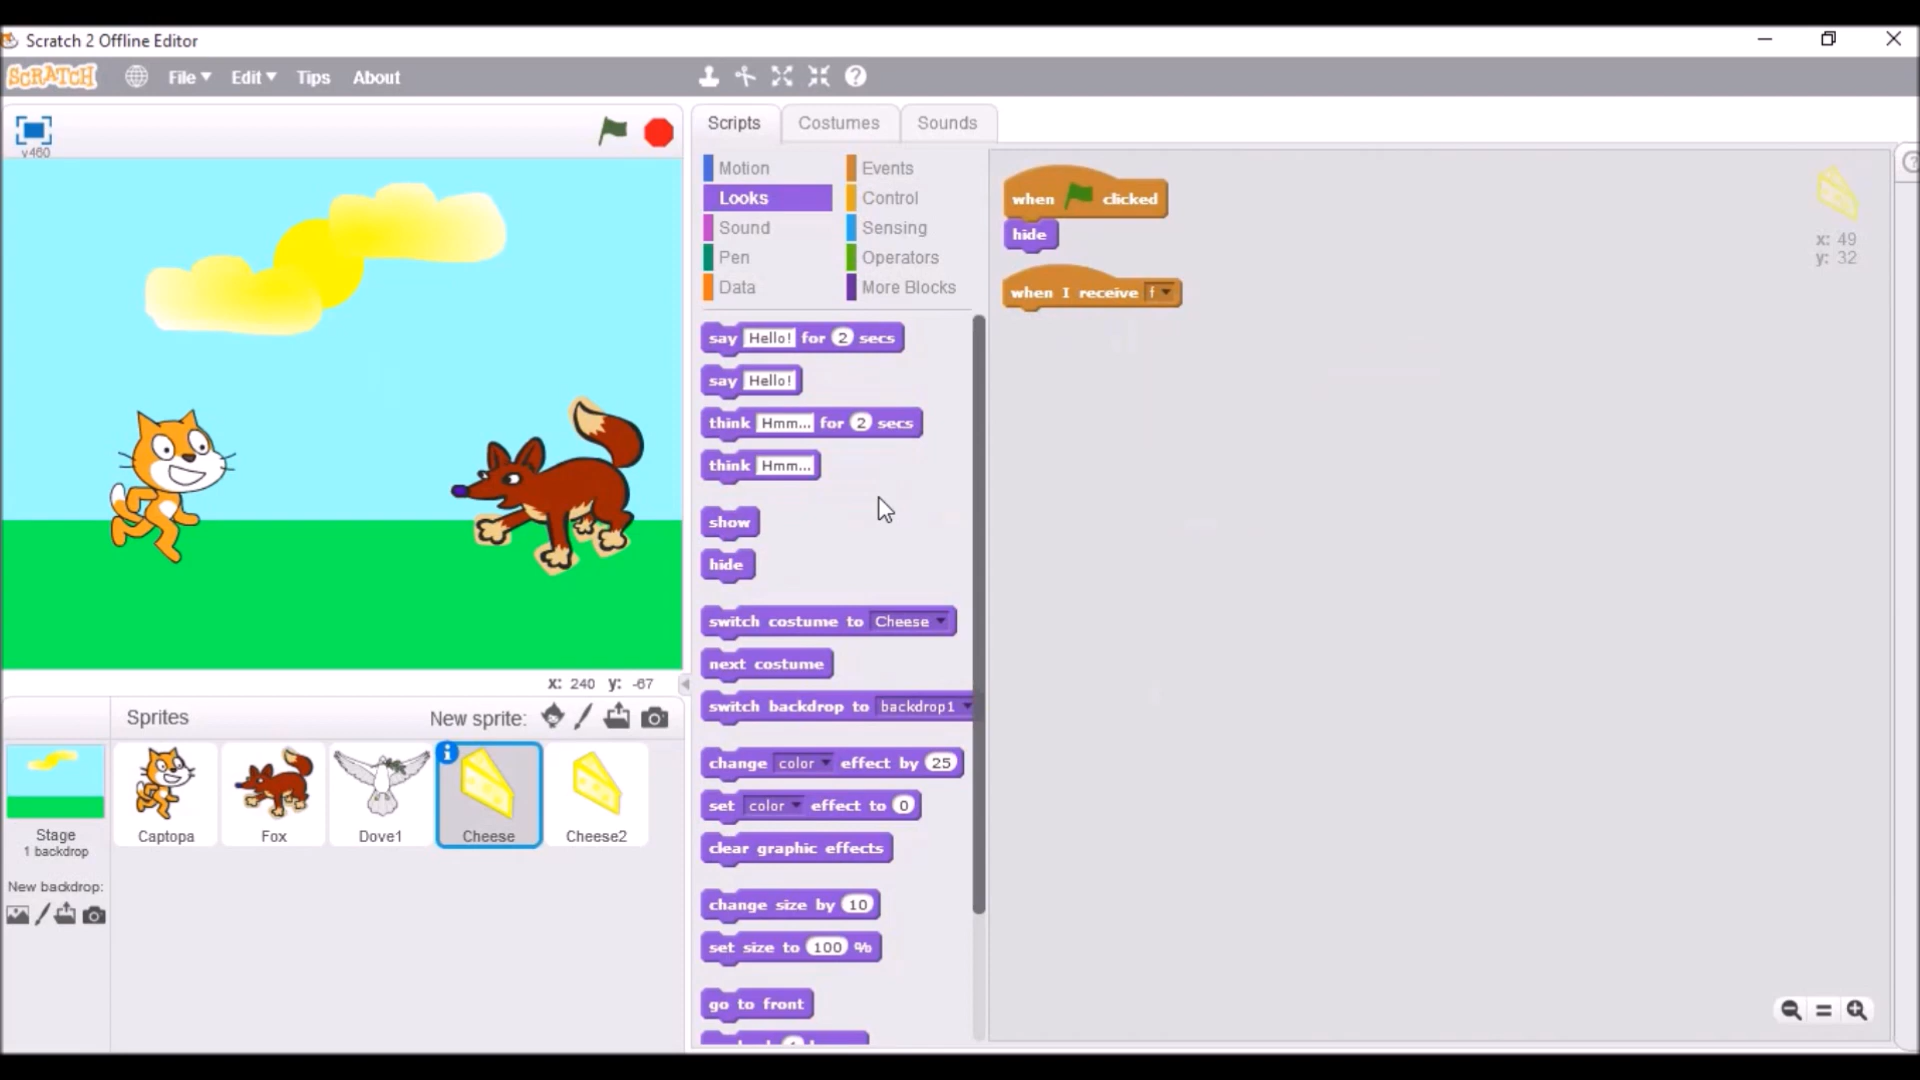 Scratch 2 Offline Editor
SCRATCH File Edit Tips About
v460
Scripts Costumes Sounds
Motion Events
Looks Control
Sound Sensing
Pen Operators
Data More Blocks
say Hello! for 2 secs
say Hello!
think Hmm... for 2 secs
think Hmm...
show
hide
switch costume to Cheese
next costume
switch backdrop to backdrop1
change color effect by 25
set color effect to 0
clear graphic effects
change size by 10
set size to 100 %
go to front
when clicked
hide
when I receive f
x: 49
y: 32
x: 240 y: -67
Sprites New sprite:
Captopa Fox Dove1 Cheese Cheese2
Stage
1 backdrop
New backdrop: